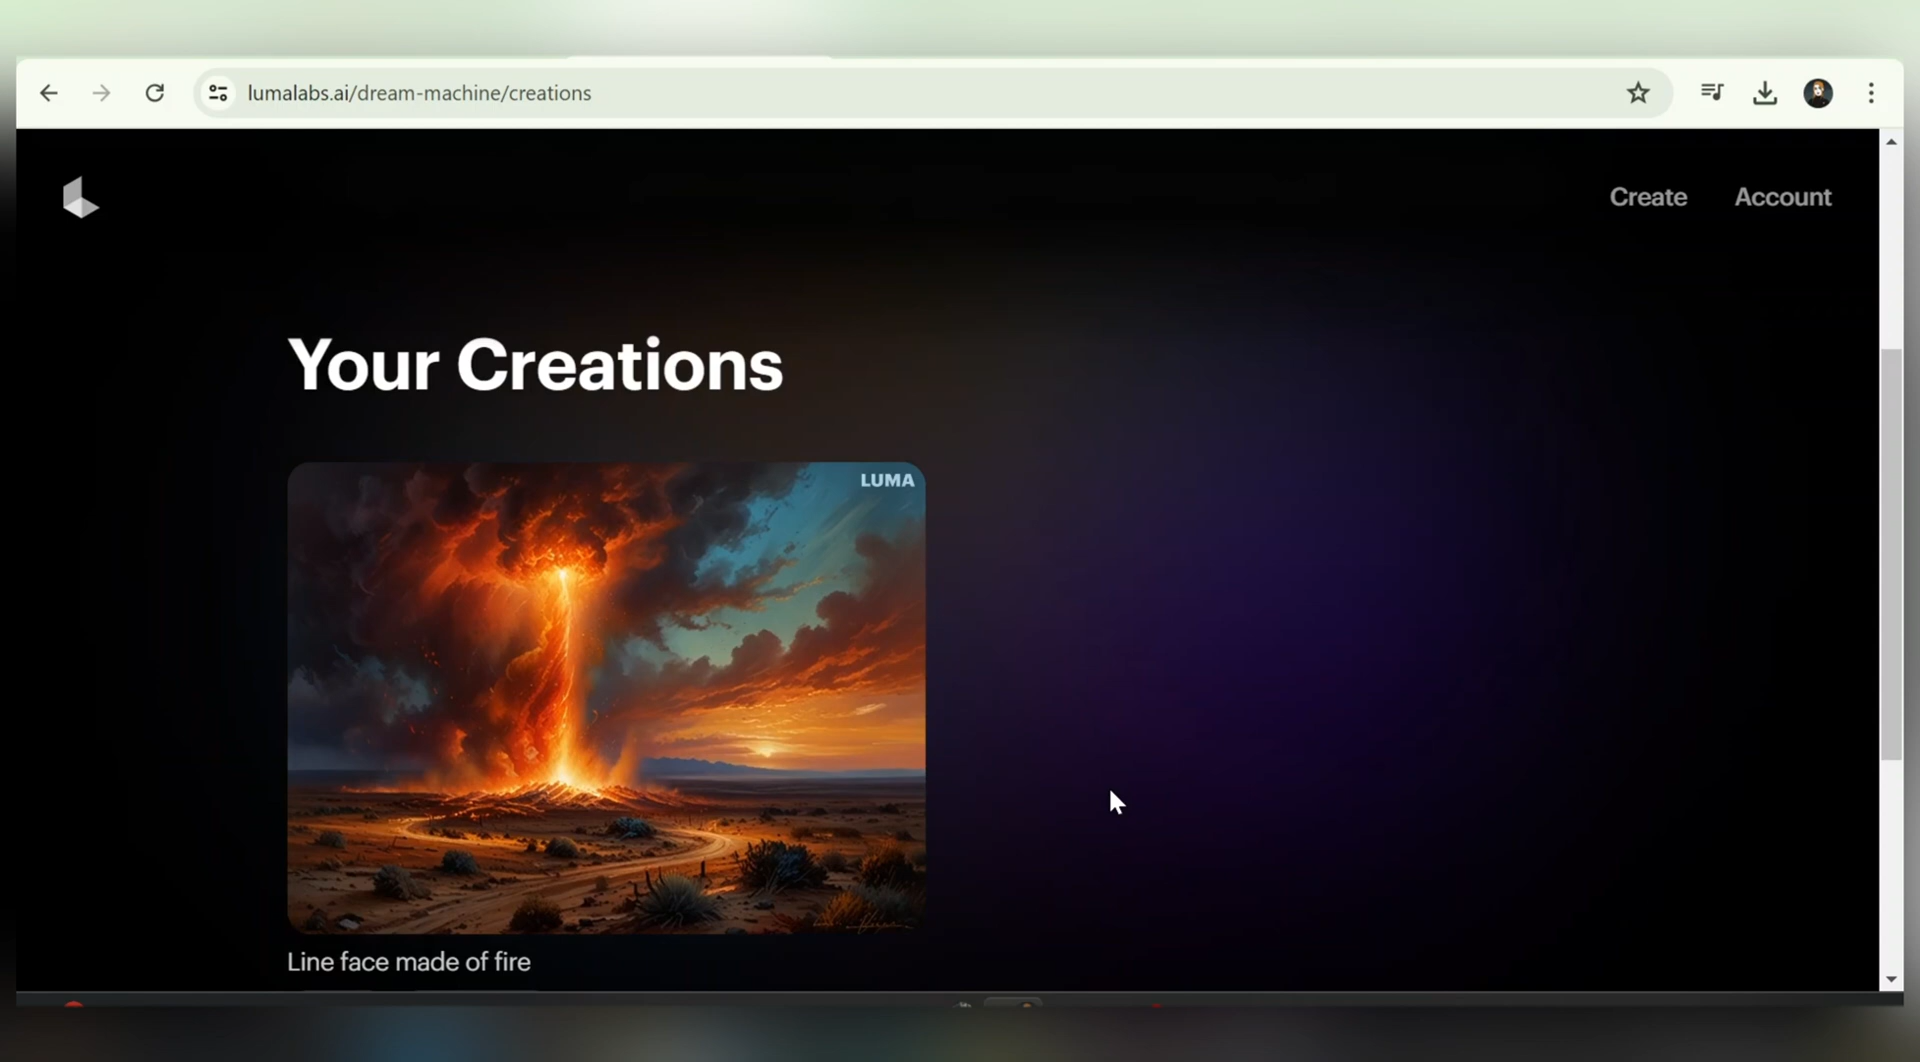 lumalabs.ai/dream-machine/creations
Create Account
Your Creations
LUMA
Line face made of fire